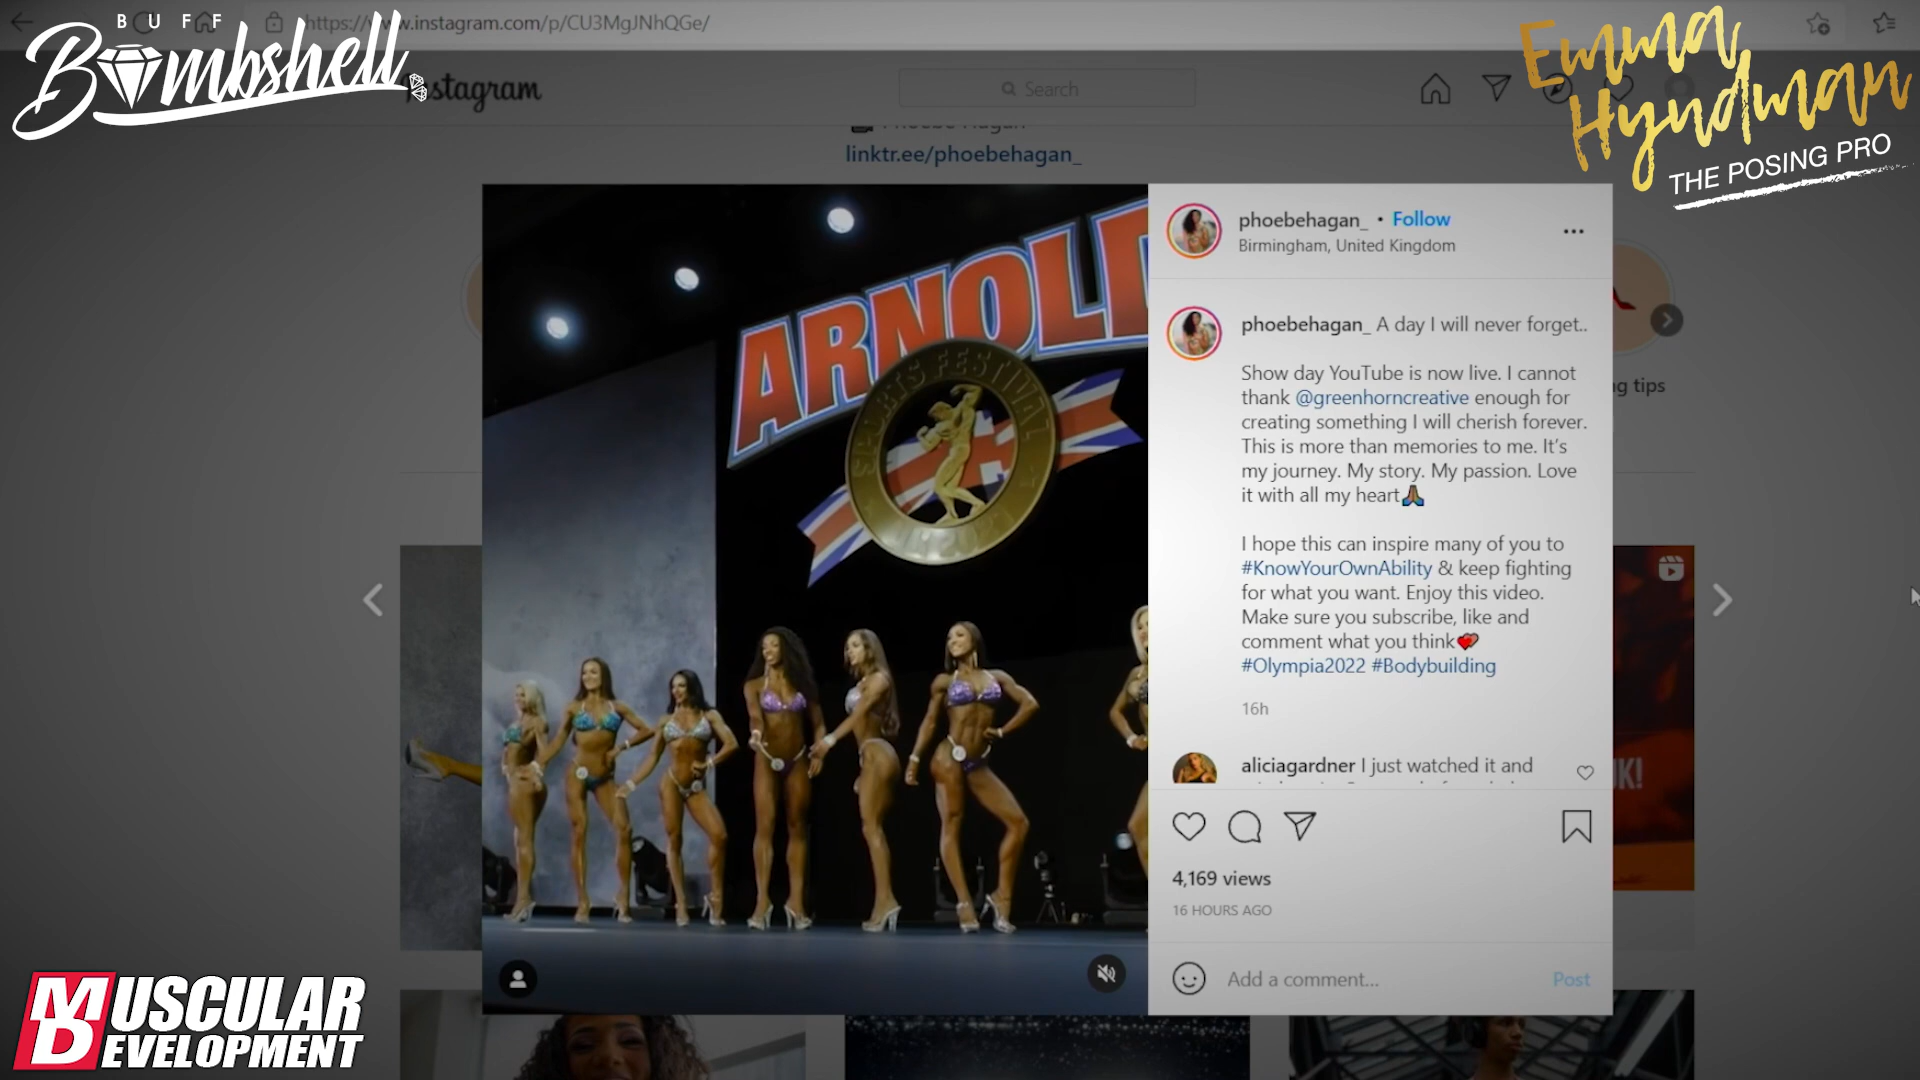 BUFF
Bombshell
https://www.instagram.com/p/CU3MgJNhQGe/
Emma
Hyndman
THE POSING PRO
Instagram
Search
Phoebe Hagan
linktr.ee/phoebehagan_
ARNOLD
SPORTS FESTIVAL
phoebehagan_ • Follow
Birmingham, United Kingdom
phoebehagan_ A day I will never forget..
Show day YouTube is now live. I cannot
thank @greenhorncreative enough for
creating something I will cherish forever.
This is more than memories to me. It's
my journey. My story. My passion. Love
it with all my heart🙏🏾
I hope this can inspire many of you to
#KnowYourOwnAbility & keep fighting
for what you want. Enjoy this video.
Make sure you subscribe, like and
comment what you think💕
#Olympia2022 #Bodybuilding
16h
aliciagardner I just watched it and
4,169 views
16 HOURS AGO
Add a comment... Post
tips
K!
MD
MUSCULAR
DEVELOPMENT